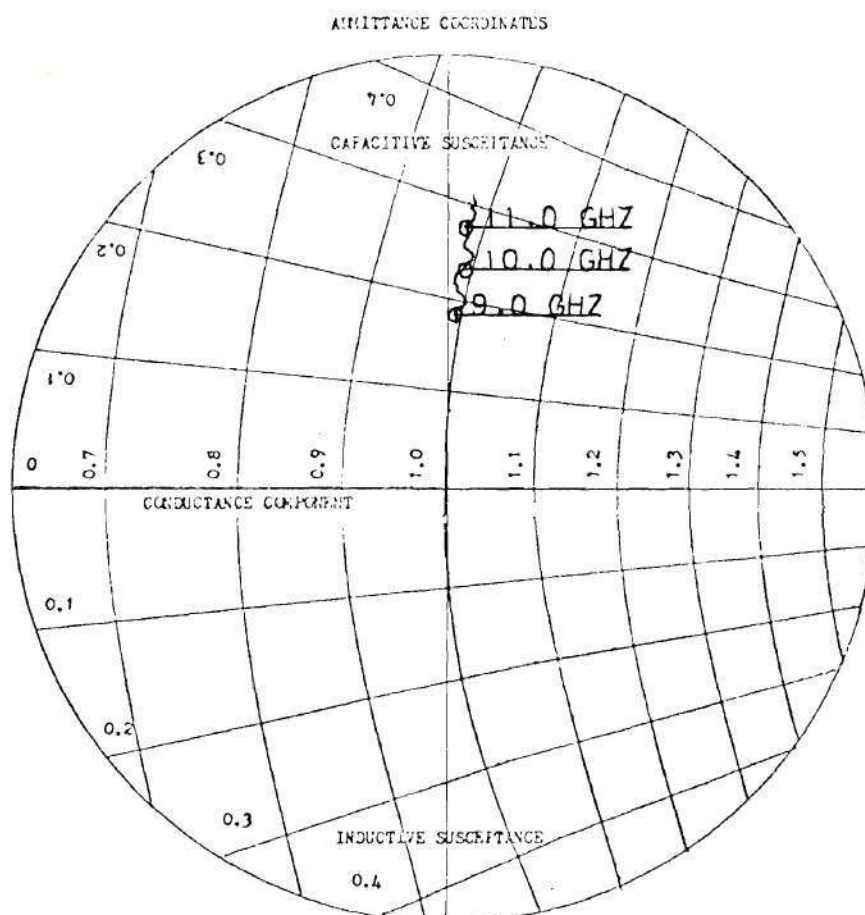 ADMITTANCE COORDINATES
0.4
CAPACITIVE SUSCEPTANCE
0.3
11.0 GHZ
0.2
10.0 GHZ
9.0 GHZ
0.1
0
0.7
0.8
0.9
1.0
1.1
1.2
1.3
1.4
1.5
CONDUCTANCE COMPONENT
0.1
0.2
0.3
INDUCTIVE SUSCEPTANCE
0.4